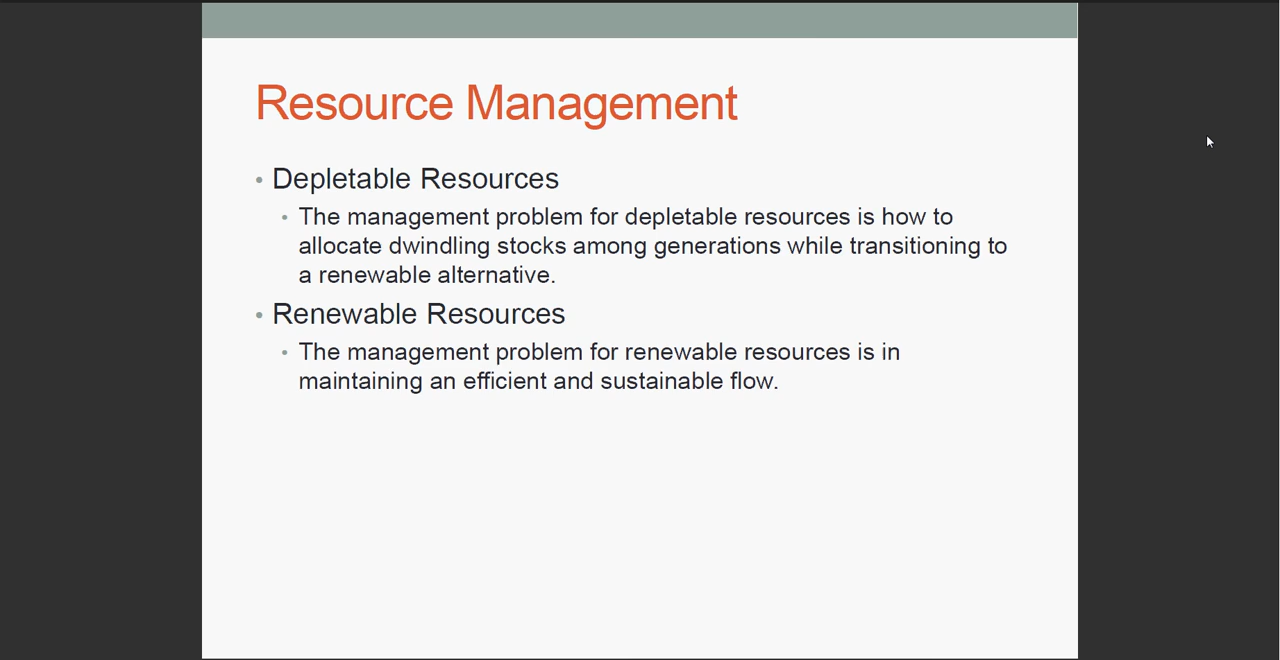 Resource Management
• Depletable Resources
• The management problem for depletable resources is how to
allocate dwindling stocks among generations while transitioning to
a renewable alternative.
• Renewable Resources
• The management problem for renewable resources is in
maintaining an efficient and sustainable flow.